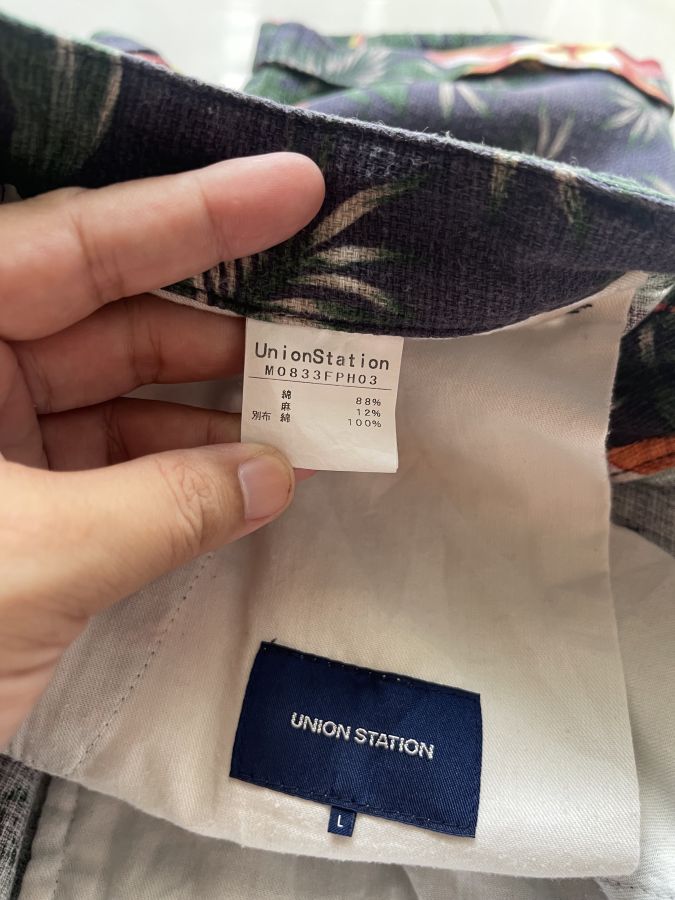 UnionStation
M0833FPH03
綿 88%
麻 12%
別布 綿 100%
UNION STATION
L